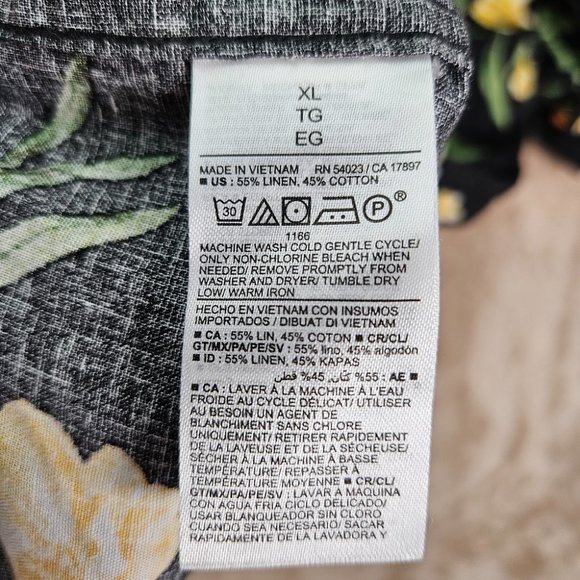 XL
TG
EG
MADE IN VIETNAM RN 54023 / CA 17897
■ US : 55% LINEN, 45% COTTON
30 P ®
1166
MACHINE WASH COLD GENTLE CYCLE/
ONLY NON-CHLORINE BLEACH WHEN
NEEDED/ REMOVE PROMPTLY FROM
WASHER AND DRYER/ TUMBLE DRY
LOW/ WARM IRON
HECHO EN VIETNAM CON INSUMOS
IMPORTADOS / DIBUAT DI VIETNAM
■ CA : 55% LIN, 45% COTON ■ CR/CL/
GT/MX/PA/PE/SV : 55% lino, 45% algodón
■ ID : 55% LINEN, 45% KAPAS
■ AE : 55% كتان, 45% قطن
■ CA : LAVER À LA MACHINE À L'EAU
FROIDE AU CYCLE DÉLICAT/ UTILISER
AU BESOIN UN AGENT DE
BLANCHIMENT SANS CHLORE
UNIQUEMENT/ RETIRER RAPIDEMENT
DE LA LAVEUSE ET DE LA SÉCHEUSE/
SÉCHER À LA MACHINE À BASSE
TEMPÉRATURE/ REPASSER À
TEMPÉRATURE MOYENNE ■ CR/CL/
GT/MX/PA/PE/SV : LAVAR A MAQUINA
CON AGUA FRIA CICLO DELICADO/
USAR BLANQUEADOR SIN CLORO
CUANDO SEA NECESARIO/ SACAR
RAPIDAMENTE DE LA LAVADORA Y